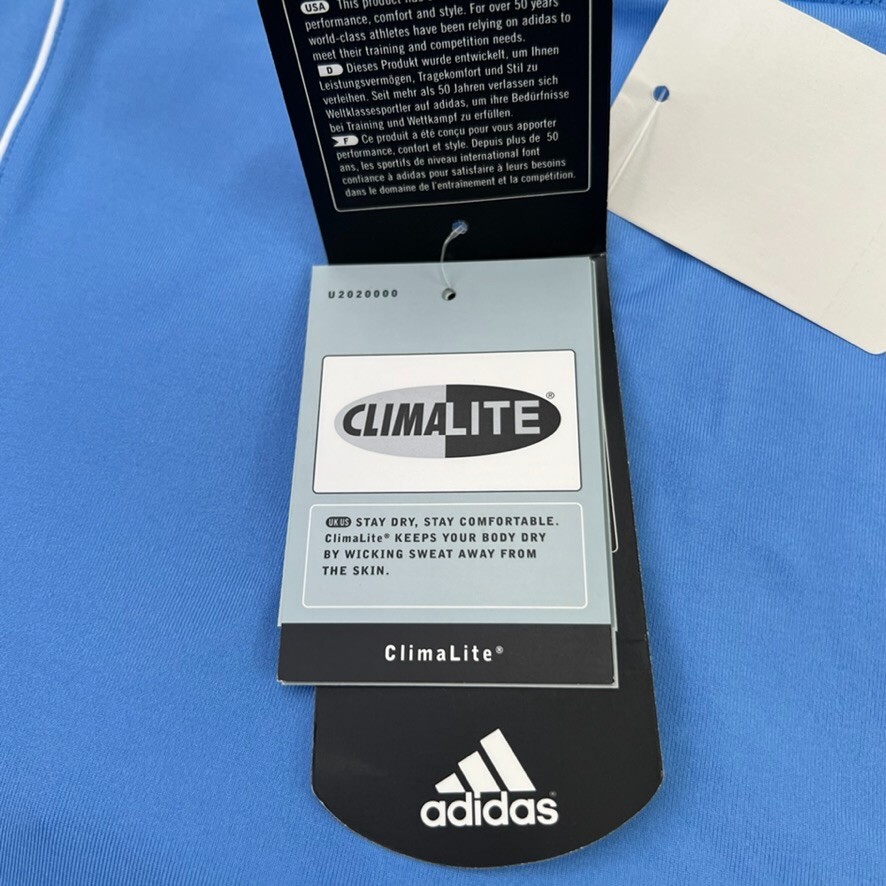 USA This product has
performance, comfort and style. For over 50 years
world-class athletes have been relying on adidas to
meet their training and competition needs.
D Dieses Produkt wurde entwickelt, um Ihnen
Leistungsvermögen, Tragekomfort und Stil zu
verleihen. Seit mehr als 50 Jahren verlassen sich
Weltklassesportler auf adidas, um ihre Bedürfnisse
bei Training und Wettkampf zu erfüllen.
F Ce produit a été conçu pour vous apporter
performance, confort et style. Depuis plus de 50
ans, les sportifs de niveau international font
confiance à adidas pour satisfaire à leurs besoins
dans le domaine de l'entraînement et la compétition.
U2020000
CLIMALITE®
UK US STAY DRY, STAY COMFORTABLE.
ClimaLite® KEEPS YOUR BODY DRY
BY WICKING SWEAT AWAY FROM
THE SKIN.
ClimaLite®
adidas®